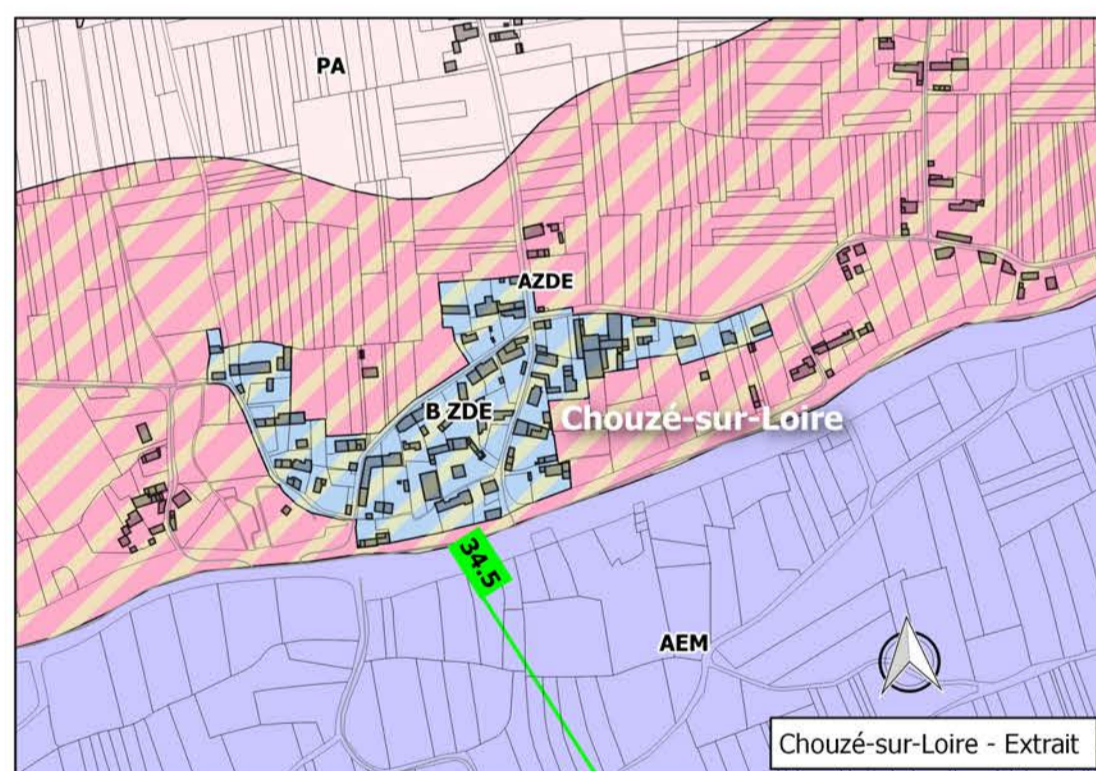 PA
AZDE
B ZDE
Chouzé-sur-Loire
34.5
AEM
Chouzé-sur-Loire - Extrait